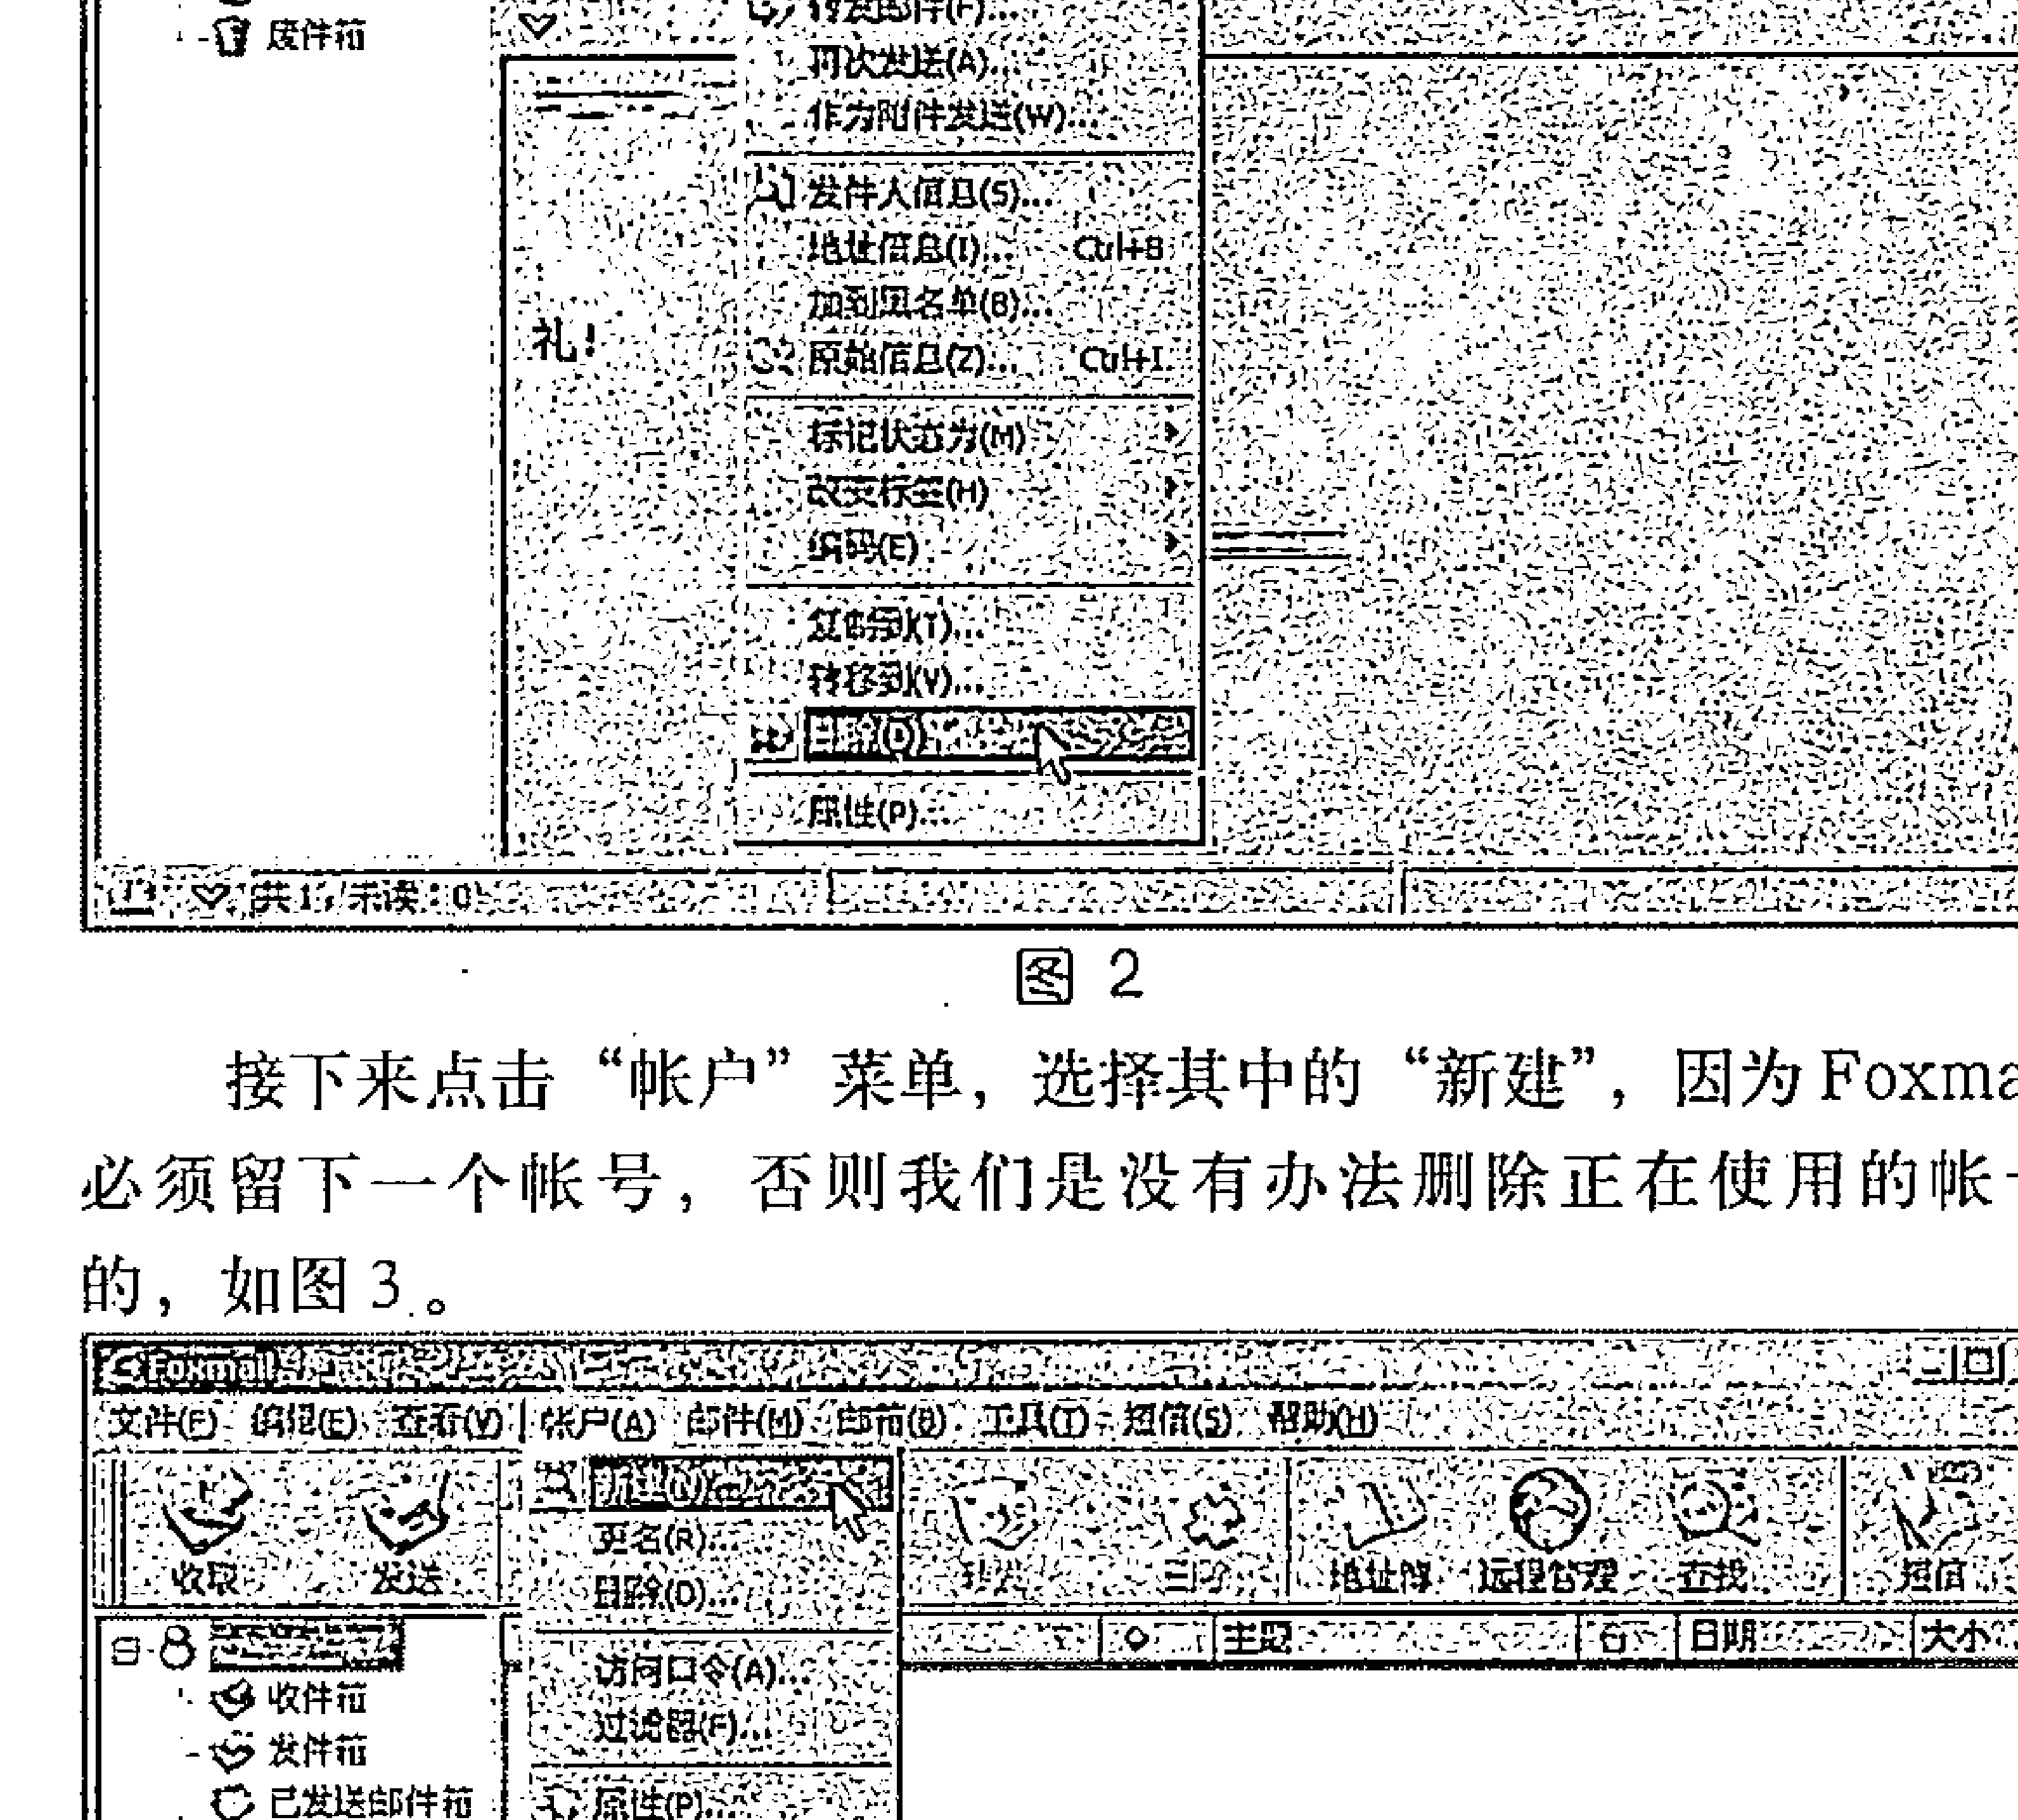 废件箱
转发邮件(F)...
再次发送(A)...
作为附件发送(W)...
发件人信息(S)...
地址信息(I)... Ctrl+B
加到黑名单(B)...
原始信息(Z)... Ctrl+I
礼!
标记状态为(M)
改变标签(H)
编码(E)
复制到(T)...
转移到(V)...
删除(D)
属性(P)...
共1,未读:0
图 2
接下来点击“帐户”菜单，选择其中的“新建”，因为Foxma
必须留下一个帐号，否则我们是没有办法删除正在使用的帐
的，如图3。
Foxmail
文件(F) 编辑(E) 查看(V) 帐户(A) 邮件(M) 邮箱(B) 工具(T) 短信(S) 帮助(H)
新建(N)...
更名(R)...
删除(D)...
收取 发送 地址簿 远程管理 查找 短信
主题 日期 大小
访问口令(A)...
收件箱
过滤器(F)...
发件箱
已发送邮件箱
属性(P)...